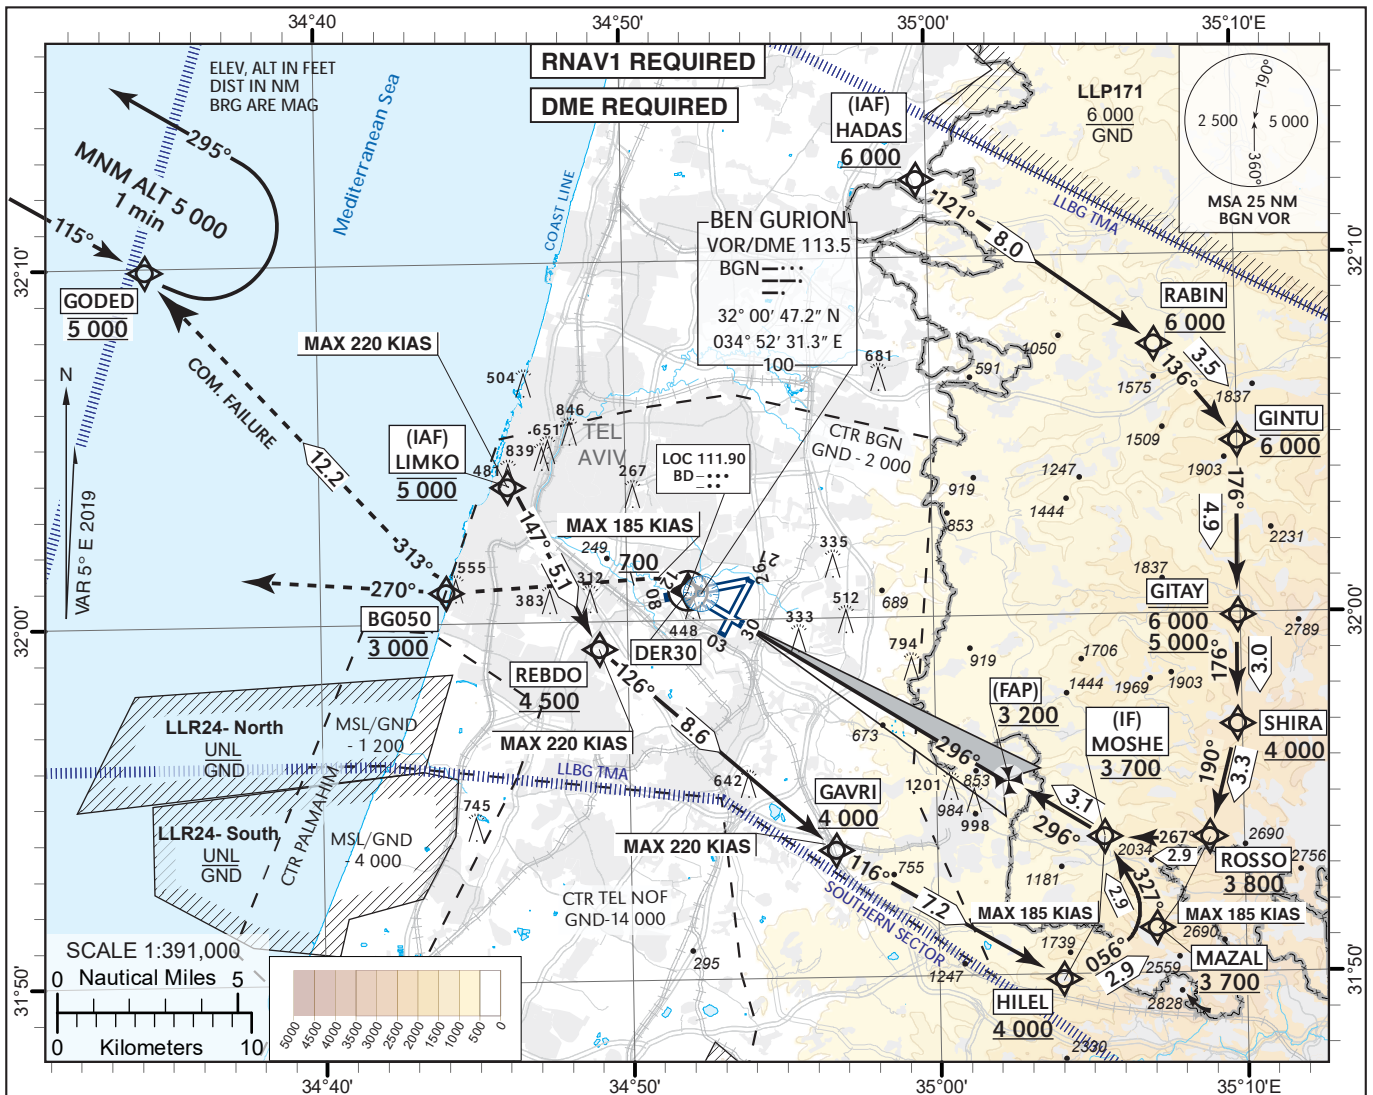 34°40'
34°50'
35°00'
35°10'E
ELEV, ALT IN FEET
DIST IN NM
BRG ARE MAG
RNAV1 REQUIRED
DME REQUIRED
Mediterranean Sea
COAST LINE
295°
MNM ALT 5 000
1 min
115°
GODED
5 000
(IAF)
HADAS
6 000
LLP171
6 000
GND
190°
2 500
5 000
360°
MSA 25 NM
BGN VOR
LLBG TMA
121°
8.0
BEN GURION
VOR/DME 113.5
BGN
32° 00' 47.2" N
034° 52' 31.3" E
100
RABIN
6 000
3.5
136°
GINTU
6 000
32°10'
32°10'
MAX 220 KIAS
COM. FAILURE
12.2
313°
N
VAR 5° E 2019
504
846
651
839
487
TEL
AVIV
267
681
591
1050
1575
1837
1509
1903
(IAF)
LIMKO
5 000
LOC 111.90
BD
CTR BGN
GND - 2 000
919
853
1247
1444
2231
176°
4.9
147°
5.1
MAX 185 KIAS
249
700
335
512
333
689
1837
GITAY
6 000
5 000
2789
555
270°
383
312
08
12
26
21
03
30
448
DER30
BG050
3 000
32°00'
32°00'
REBDO
4 500
126°
8.6
794
919
1706
1444
1969
1903
176°
3.0
SHIRA
4 000
(FAP)
3 200
(IF)
MOSHE
3 700
673
296°
190°
3.3
LLR24- North
UNL
GND
MSL/GND
- 1 200
MAX 220 KIAS
LLBG TMA
642
1201
853
984
998
3.1
296°
GAVRI
4 000
267°
2.9
2034
2690
ROSSO
3 800
2756
LLR24- South
UNL
GND
CTR PALMAHIM
MSL/GND
- 4 000
745
MAX 220 KIAS
116°
755
7.2
1181
327°
2.9
MAX 185 KIAS
MAX 185 KIAS
CTR TEL NOF
GND-14 000
SOUTHERN SECTOR
295
1247
1739
056°
2.9
2690
2559
MAZAL
3 700
2828
HILEL
4 000
2330
31°50'
31°50'
SCALE 1:391,000
0 Nautical Miles 5
0 Kilometers 10
5000 4500 4000 3500 3000 2500 2000 1500 1000 500 0
34°40'
34°50'
35°00'
35°10'E